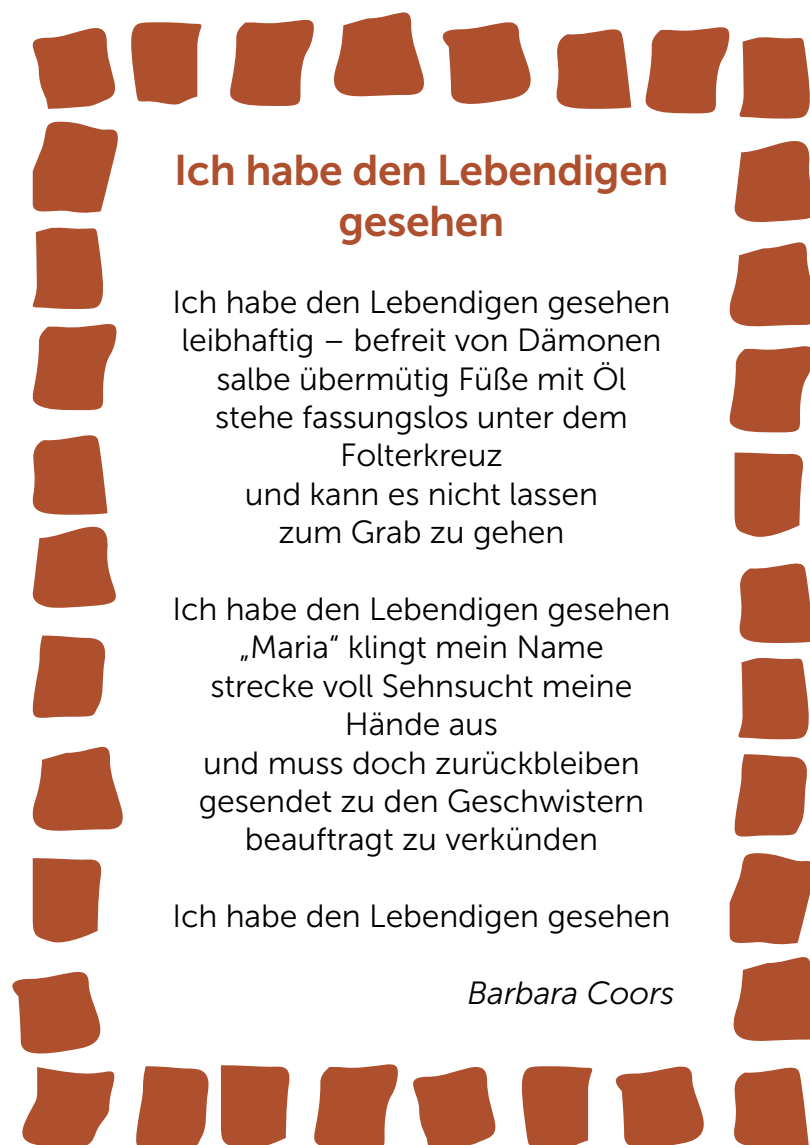 Ich habe den Lebendigen
gesehen
Ich habe den Lebendigen gesehen
leibhaftig – befreit von Dämonen
salbe übermütig Füße mit Öl
stehe fassungslos unter dem
Folterkreuz
und kann es nicht lassen
zum Grab zu gehen
Ich habe den Lebendigen gesehen
„Maria“ klingt mein Name
strecke voll Sehnsucht meine
Hände aus
und muss doch zurückbleiben
gesendet zu den Geschwistern
beauftragt zu verkünden
Ich habe den Lebendigen gesehen
Barbara Coors